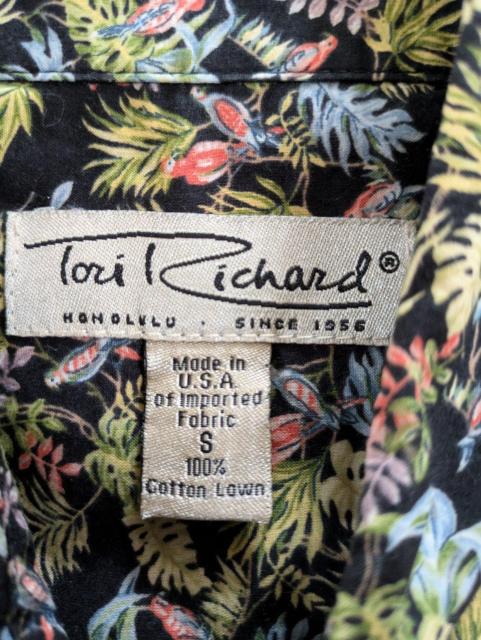 Tori Richard®
HONOLULU · SINCE 1956
Made in
U.S.A.
of Imported
Fabric
S
100%
Cotton Lawn